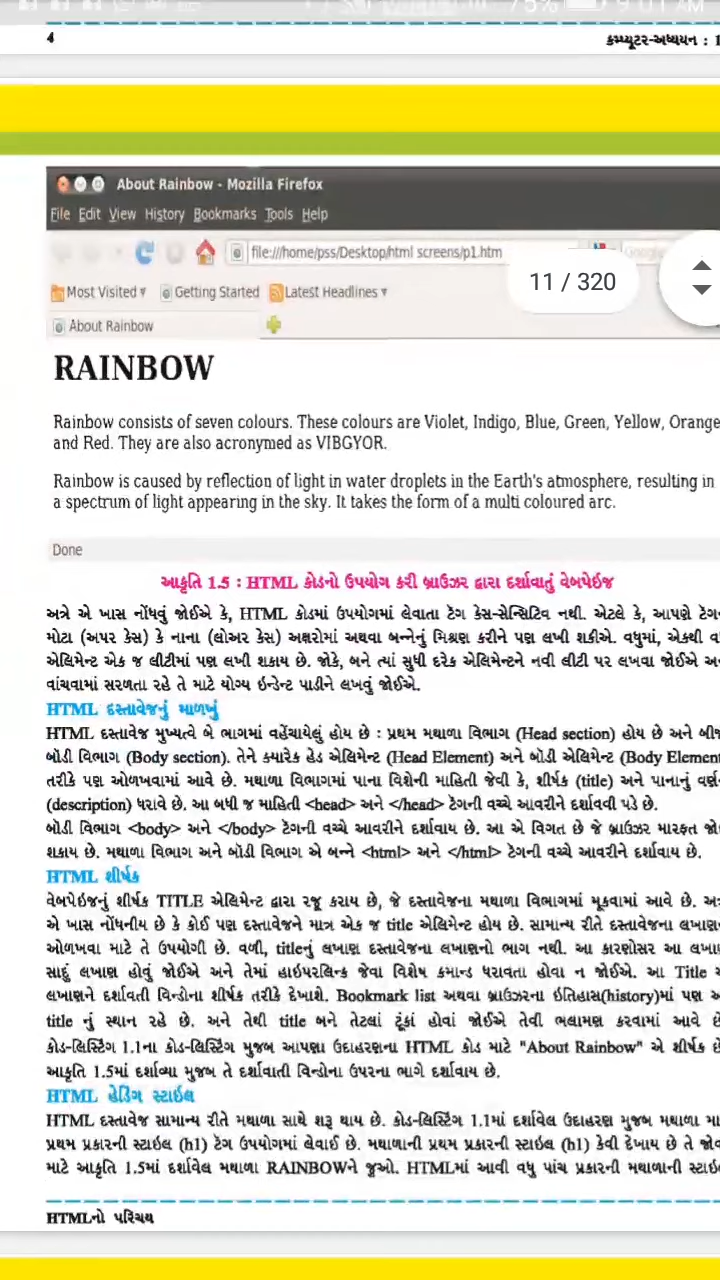 75% 9:01 AM
4
કમ્પ્યૂટર-અધ્યયન :
About Rainbow - Mozilla Firefox
File Edit View History Bookmarks Tools Help
file:///home/pss/Desktop/html screens/p1.htm
Google
11 / 320
Most Visited Getting Started Latest Headlines
About Rainbow
RAINBOW
Rainbow consists of seven colours. These colours are Violet, Indigo, Blue, Green, Yellow, Orange
and Red. They are also acronymed as VIBGYOR.
Rainbow is caused by reflection of light in water droplets in the Earth's atmosphere, resulting in
a spectrum of light appearing in the sky. It takes the form of a multi coloured arc.
Done
આકૃતિ 1.5 : HTML કોડનો ઉપયોગ કરી બ્રાઉઝર દ્વારા દર્શાવાતું વેબપેઇજ
અત્રે એ ખાસ નોંધવું જોઈએ કે, HTML કોડમાં ઉપયોગમાં લેવાતા ટૅગ કેસ-સેન્સિટિવ નથી. એટલે કે, આપણે ટૅગ
મોટા (અપર કેસ) કે નાના (લોઅર કેસ) અક્ષરોમાં અથવા બન્નેનું મિશ્રણ કરીને પણ લખી શકીએ. વધુમાં, એકથી
એલિમેન્ટ એક જ લીટીમાં પણ લખી શકાય છે. જોકે, બને ત્યાં સુધી દરેક એલિમેન્ટને નવી લીટી પર લખવા જોઈએ
વાંચવામાં સરળતા રહે તે માટે યોગ્ય ઇન્ડેન્ટ પાડીને લખવું જોઈએ.
HTML દસ્તાવેજનું માળખું
HTML દસ્તાવેજ મુખ્યત્વે બે ભાગમાં વહેંચાયેલું હોય છે : પ્રથમ મથાળા વિભાગ (Head section) હોય છે અને
બૉડી વિભાગ (Body section). તેને ક્યારેક હેડ એલિમેન્ટ (Head Element) અને બૉડી એલિમેન્ટ (Body Element
તરીકે પણ ઓળખવામાં આવે છે. મથાળા વિભાગમાં પાના વિશેની માહિતી જેવી કે, શીર્ષક (title) અને પાનાનું
(description) ધરાવે છે. આ બધી જ માહિતી <head> અને </head> ટૅગની વચ્ચે આવરીને દર્શાવવી પડે છે.
બૉડી વિભાગ <body> અને </body> ટૅગની વચ્ચે આવરીને દર્શાવાય છે. આ એ વિગત છે જે બ્રાઉઝર મારફત
શકાય છે. મથાળા વિભાગ અને બૉડી વિભાગ એ બન્ને <html> અને </html> ટૅગની વચ્ચે આવરીને દર્શાવાય છે.
HTML શીર્ષક
વેબપેઇજનું શીર્ષક TITLE એલિમેન્ટ દ્વારા રજૂ કરાય છે, જે દસ્તાવેજના મથાળા વિભાગમાં મૂકવામાં આવે છે.
એ ખાસ નોંધનીય છે કે કોઈ પણ દસ્તાવેજને માત્ર એક જ title એલિમેન્ટ હોય છે. સામાન્ય રીતે દસ્તાવેજના
ઓળખવા માટે તે ઉપયોગી છે. વળી, titleનું લખાણ દસ્તાવેજના લખાણનો ભાગ નથી. આ કારણોસર આ
સાદું લખાણ હોવું જોઈએ અને તેમાં હાઇપરલિન્ક જેવા વિશેષ કમાન્ડ ધરાવતા હોવા ન જોઈએ. આ Title
લખાણને દર્શાવતી વિન્ડોના શીર્ષક તરીકે દેખાશે. Bookmark list અથવા બ્રાઉઝરના ઇતિહાસ(history)માં પણ
title નું સ્થાન રહે છે. અને તેથી title બને તેટલાં ટૂંકાં હોવાં જોઈએ તેવી ભલામણ કરવામાં આવે
કોડ-લિસ્ટિંગ 1.1ના કોડ-લિસ્ટિંગ મુજબ આપણા ઉદાહરણના HTML કોડ માટે "About Rainbow" એ શીર્ષક
આકૃતિ 1.5માં દર્શાવ્યા મુજબ તે દર્શાવાતી વિન્ડોના ઉપરના ભાગે દર્શાવાય છે.
HTML હેડિંગ સ્ટાઇલ
HTML દસ્તાવેજ સામાન્ય રીતે મથાળા સાથે શરૂ થાય છે. કોડ-લિસ્ટિંગ 1.1માં દર્શાવેલ ઉદાહરણ મુજબ મથાળા
પ્રથમ પ્રકારની સ્ટાઇલ (h1) ટૅગ ઉપયોગમાં લેવાઈ છે. મથાળાની પ્રથમ પ્રકારની સ્ટાઇલ (h1) કેવી દેખાય છે તે
માટે આકૃતિ 1.5માં દર્શાવેલ મથાળા RAINBOWને જુઓ. HTMLમાં આવી વધુ પાંચ પ્રકારની મથાળાની
HTMLનો પરિચય